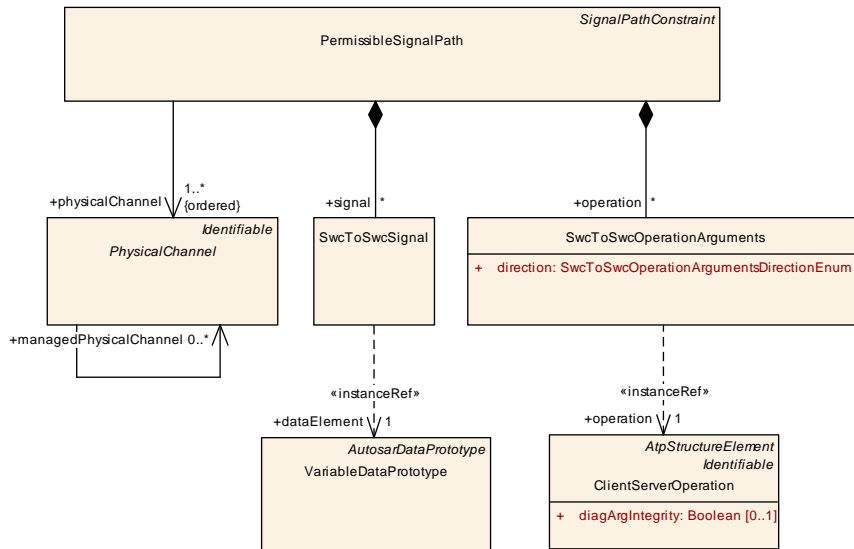 SignalPathConstraint
PermissibleSignalPath
+physicalChannel
1..*
{ordered}
+signal
*
+operation
*
Identifiable
PhysicalChannel
SwcToSwcSignal
SwcToSwcOperationArguments
+ direction: SwcToSwcOperationArgumentsDirectionEnum
+managedPhysicalChannel 0..*
«instanceRef»
«instanceRef»
+dataElement
1
+operation
1
AutosarDataPrototype
VariableDataPrototype
AtpStructureElement
Identifiable
ClientServerOperation
+ diagArgIntegrity: Boolean [0..1]